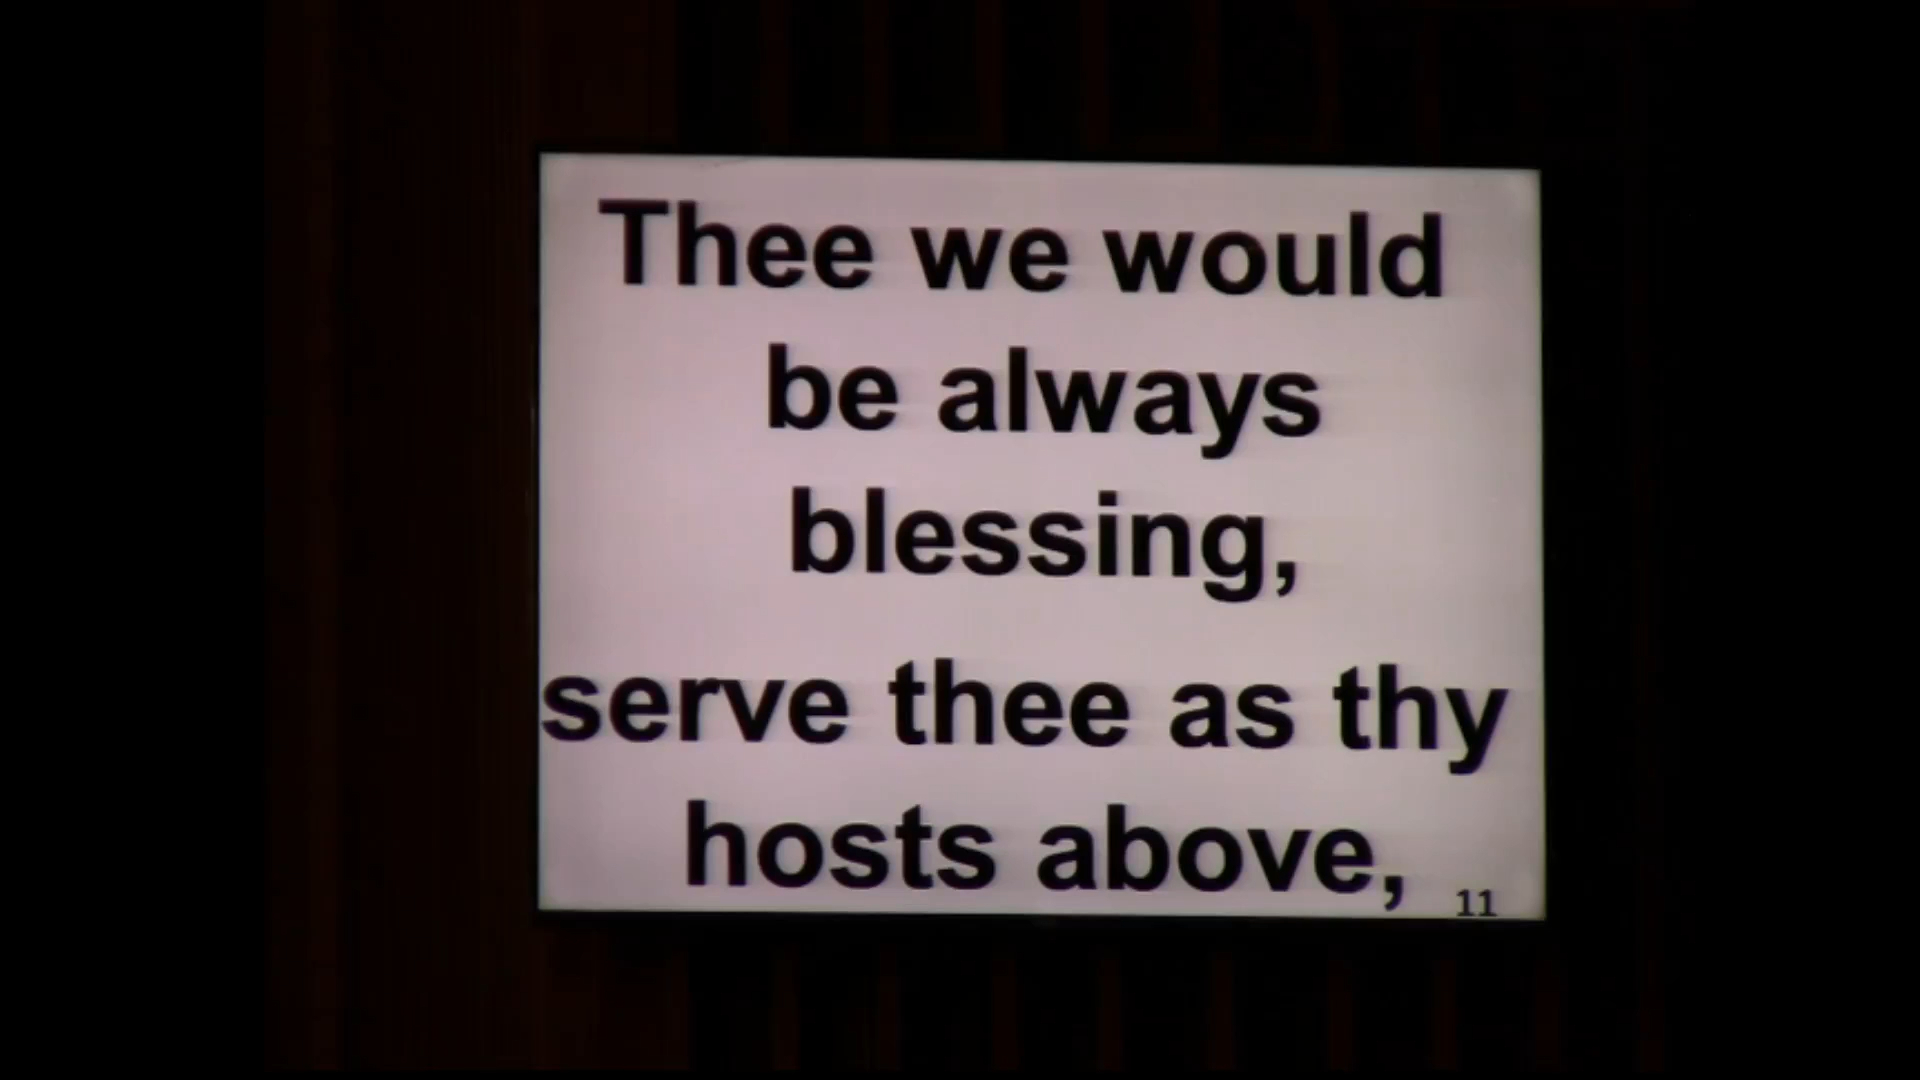 Thee we would
be always
blessing,
serve thee as thy
hosts above,
11